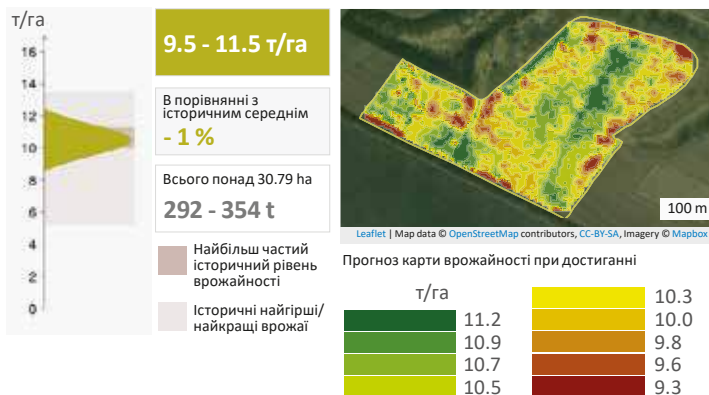 т/га
16
14
12
10
8
6
4
2
0
9.5 - 11.5 т/га
В порівнянні з
історичним середнім
- 1 %
Всього понад 30.79 ha
292 - 354 t
Найбільш частий
історичний рівень
врожайності
Історичні найгірші/
найкращі врожаї
100 m
Leaflet | Map data © OpenStreetMap contributors, CC-BY-SA, Imagery © Mapbox
Прогноз карти врожайності при достиганні
т/га
11.2
10.9
10.7
10.5
10.3
10.0
9.8
9.6
9.3